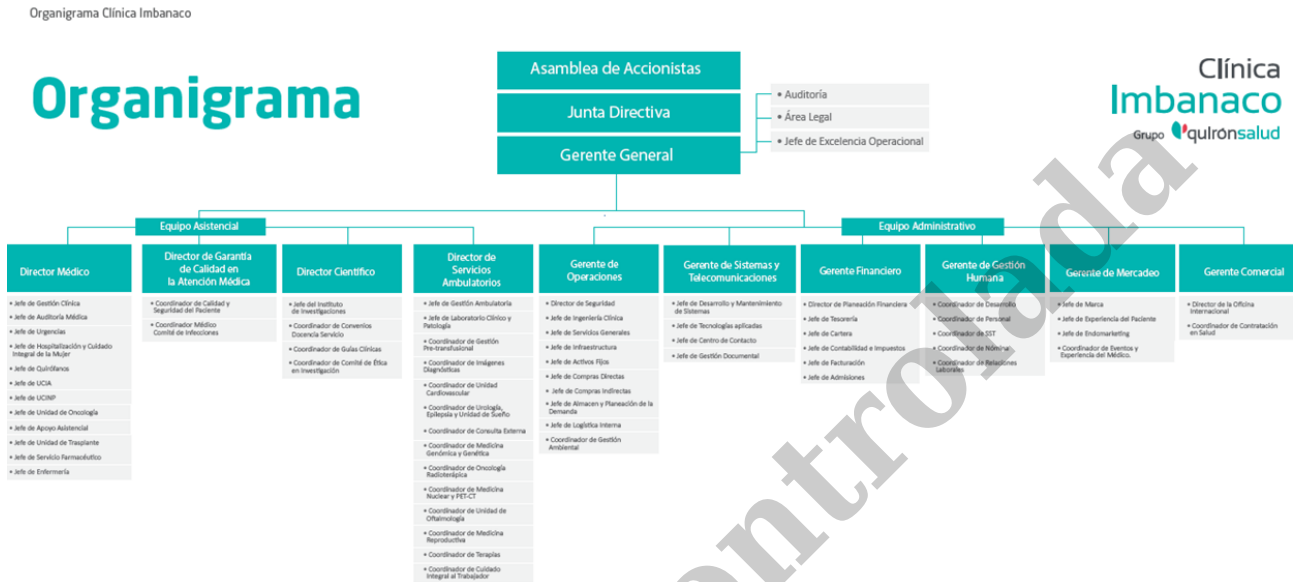 Organigrama Clínica Imbanaco
Organigrama
Asamblea de Accionistas
Junta Directiva
Gerente General
• Auditoría
• Área Legal
• Jefe de Excelencia Operacional
Clínica
Imbanaco
Grupo quirónsalud
Equipo Asistencial
Equipo Administrativo
Director Médico
• Jefe de Gestión Clínica
• Jefe de Auditoría Médica
• Jefe de Urgencias
• Jefe de Hospitalización y Cuidado
Integral de la Mujer
• Jefe de Quirófanos
• Jefe de UCIA
• Jefe de UCINP
• Jefe de Unidad de Oncología
• Jefe de Apoyo Asistencial
• Jefe de Unidad de Trasplante
• Jefe de Servicio Farmacéutico
• Jefe de Enfermería
Director de Garantía
de Calidad en
la Atención Médica
• Coordinador de Calidad y
Seguridad del Paciente
• Coordinador Médico
Comité de Infecciones
Director Científico
• Jefe del Instituto
de Investigaciones
• Coordinador de Convenios
Docencia Servicio
• Coordinador de Guías Clínicas
• Coordinador de Comité de Ética
en Investigación
Director de
Servicios
Ambulatorios
• Jefe de Gestión Ambulatoria
• Jefe de Laboratorio Clínico y
Patología
• Coordinador de Gestión
Pre-transfusional
• Coordinador de Imágenes
Diagnósticas
• Coordinador de Unidad
Cardiovascular
• Coordinador de Urología,
Epilepsia y Unidad de Sueño
• Coordinador de Consulta Externa
• Coordinador de Medicina
Genómica y Genética
• Coordinador de Oncología
Radioterápica
• Coordinador de Medicina
Nuclear y PET-CT
• Coordinador de Unidad de
Oftalmología
• Coordinador de Medicina
Reproductiva
• Coordinador de Terapias
• Coordinador de Cuidado
Integral al Trabajador
Gerente de
Operaciones
• Director de Seguridad
• Jefe de Ingeniería Clínica
• Jefe de Servicios Generales
• Jefe de Infraestructura
• Jefe de Activos Fijos
• Jefe de Compras Directas
• Jefe de Compras Indirectas
• Jefe de Almacen y Planeación de la
Demanda
• Jefe de Logística Interna
• Coordinador de Gestión
Ambiental
Gerente de Sistemas y
Telecomunicaciones
• Jefe de Desarrollo y Mantenimiento
de Sistemas
• Jefe de Tecnologías aplicadas
• Jefe de Centro de Contacto
• Jefe de Gestión Documental
Gerente Financiero
• Director de Planeación Financiera
• Jefe de Tesorería
• Jefe de Cartera
• Jefe de Contabilidad e Impuestos
• Jefe de Facturación
• Jefe de Admisiones
Gerente de Gestión
Humana
• Coordinador de Desarrollo
• Coordinador de Personal
• Coordinador de SST
• Coordinador de Nómina
• Coordinador de Relaciones
Laborales
Gerente de Mercadeo
• Jefe de Marca
• Jefe de Experiencia del Paciente
• Jefe de Endomarketing
• Coordinador de Eventos y
Experiencia del Médico.
Gerente Comercial
• Director de la Oficina
Internacional
• Coordinador de Contratación
en Salud
ontrolada